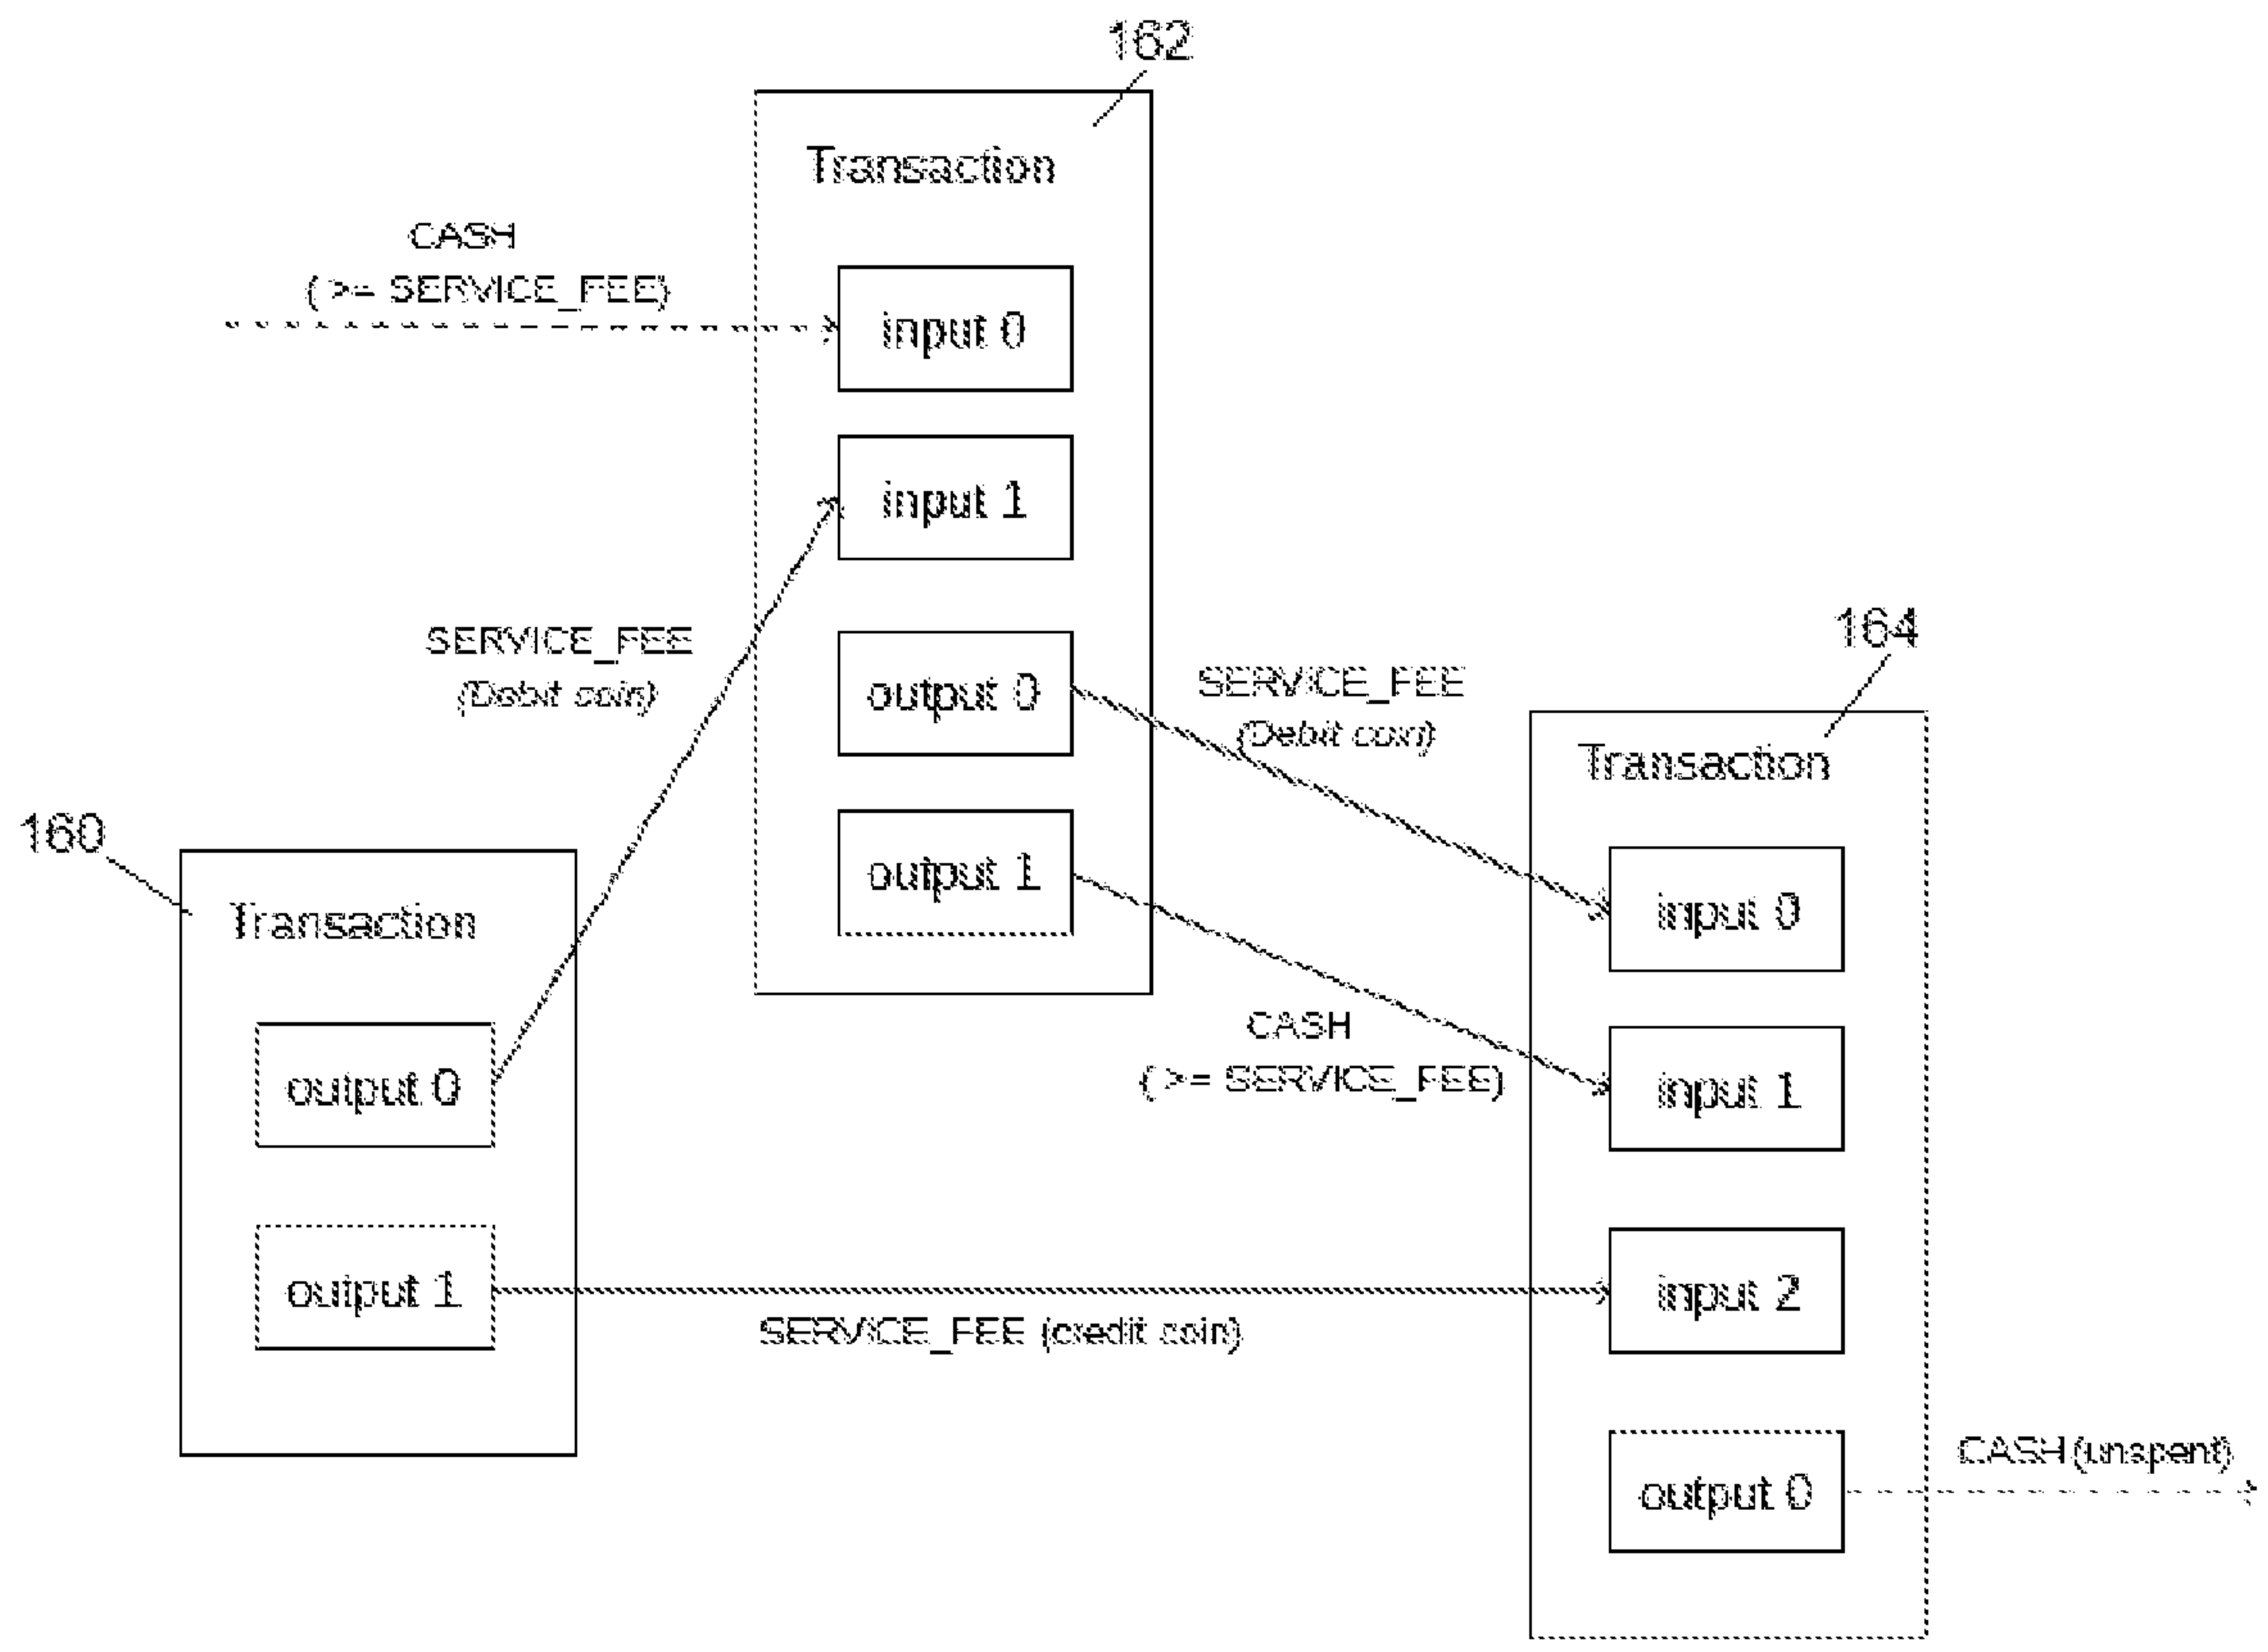 162
Transaction
CASH
( >= SERVICE_FEE)
input 0
input 1
SERVICE_FEE
(Debit coin)
output 0
output 1
SERVICE_FEE
(Debit coin)
164
Transaction
160
Transaction
input 0
output 0
CASH
( >= SERVICE_FEE)
input 1
output 1
SERVICE_FEE (credit coin)
input 2
output 0
CASH (unspent)